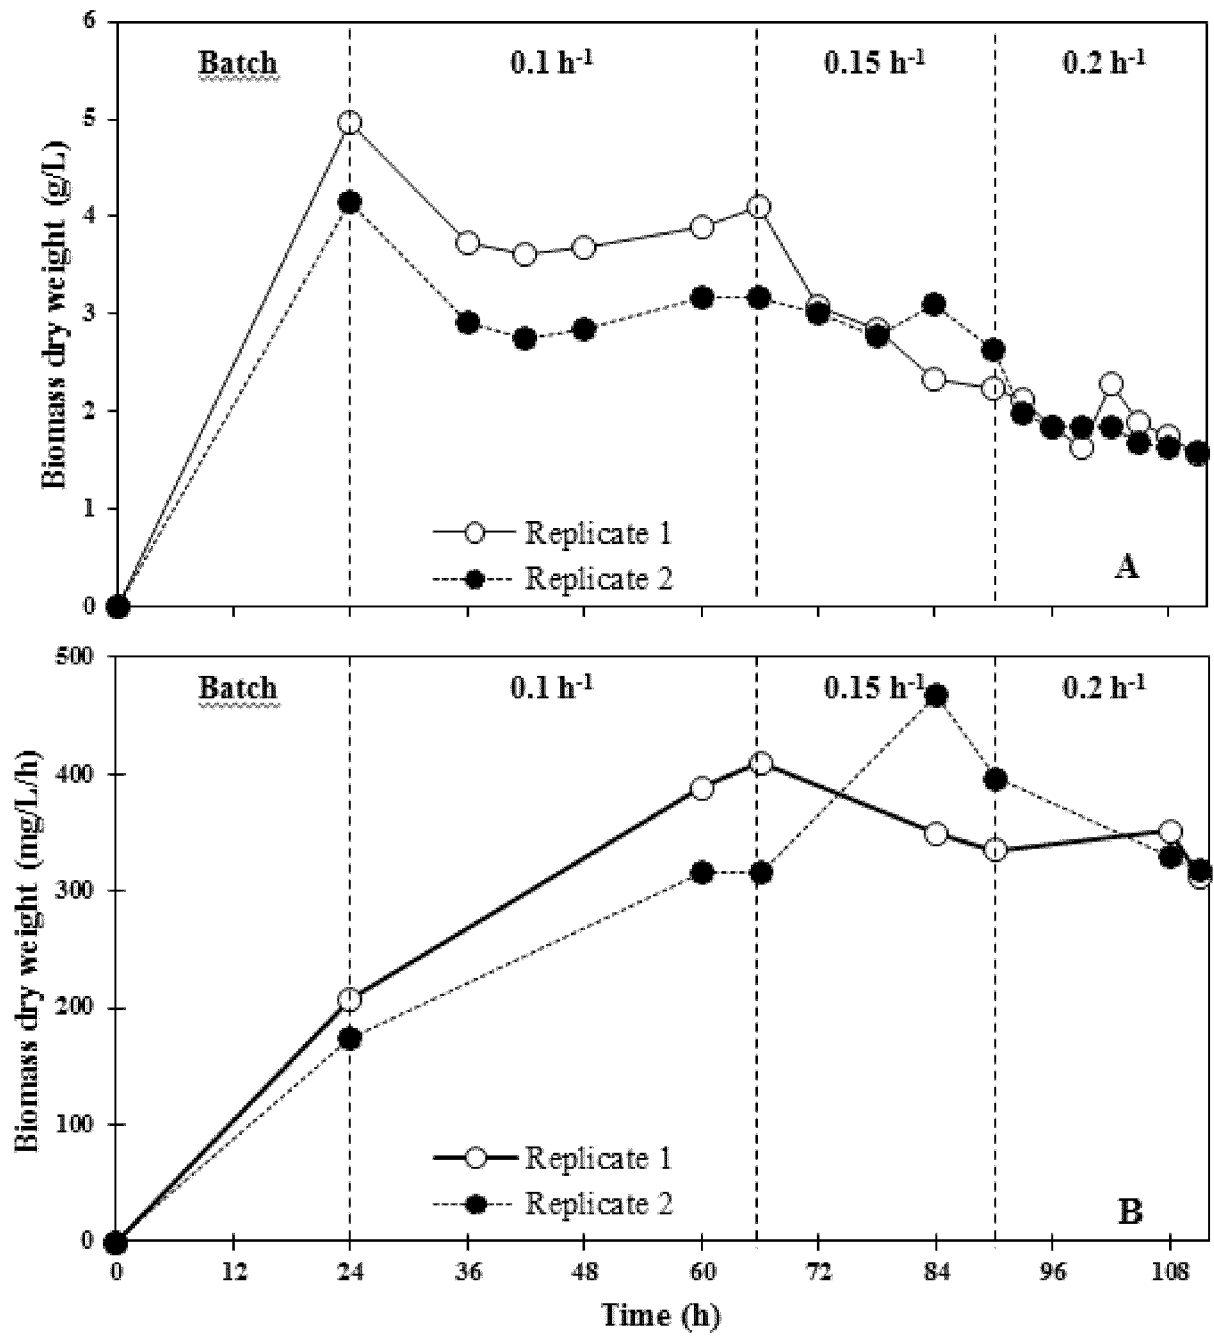 6
5
4
3
2
1
0
Biomass dry weight (g/L)
Batch 0.1 h-1 0.15 h-1 0.2 h-1
Replicate 1
Replicate 2
A
500
400
300
200
100
0
Biomass dry weight (mg/L/h)
Batch 0.1 h-1 0.15 h-1 0.2 h-1
Replicate 1
Replicate 2
B
0 12 24 36 48 60 72 84 96 108
Time (h)